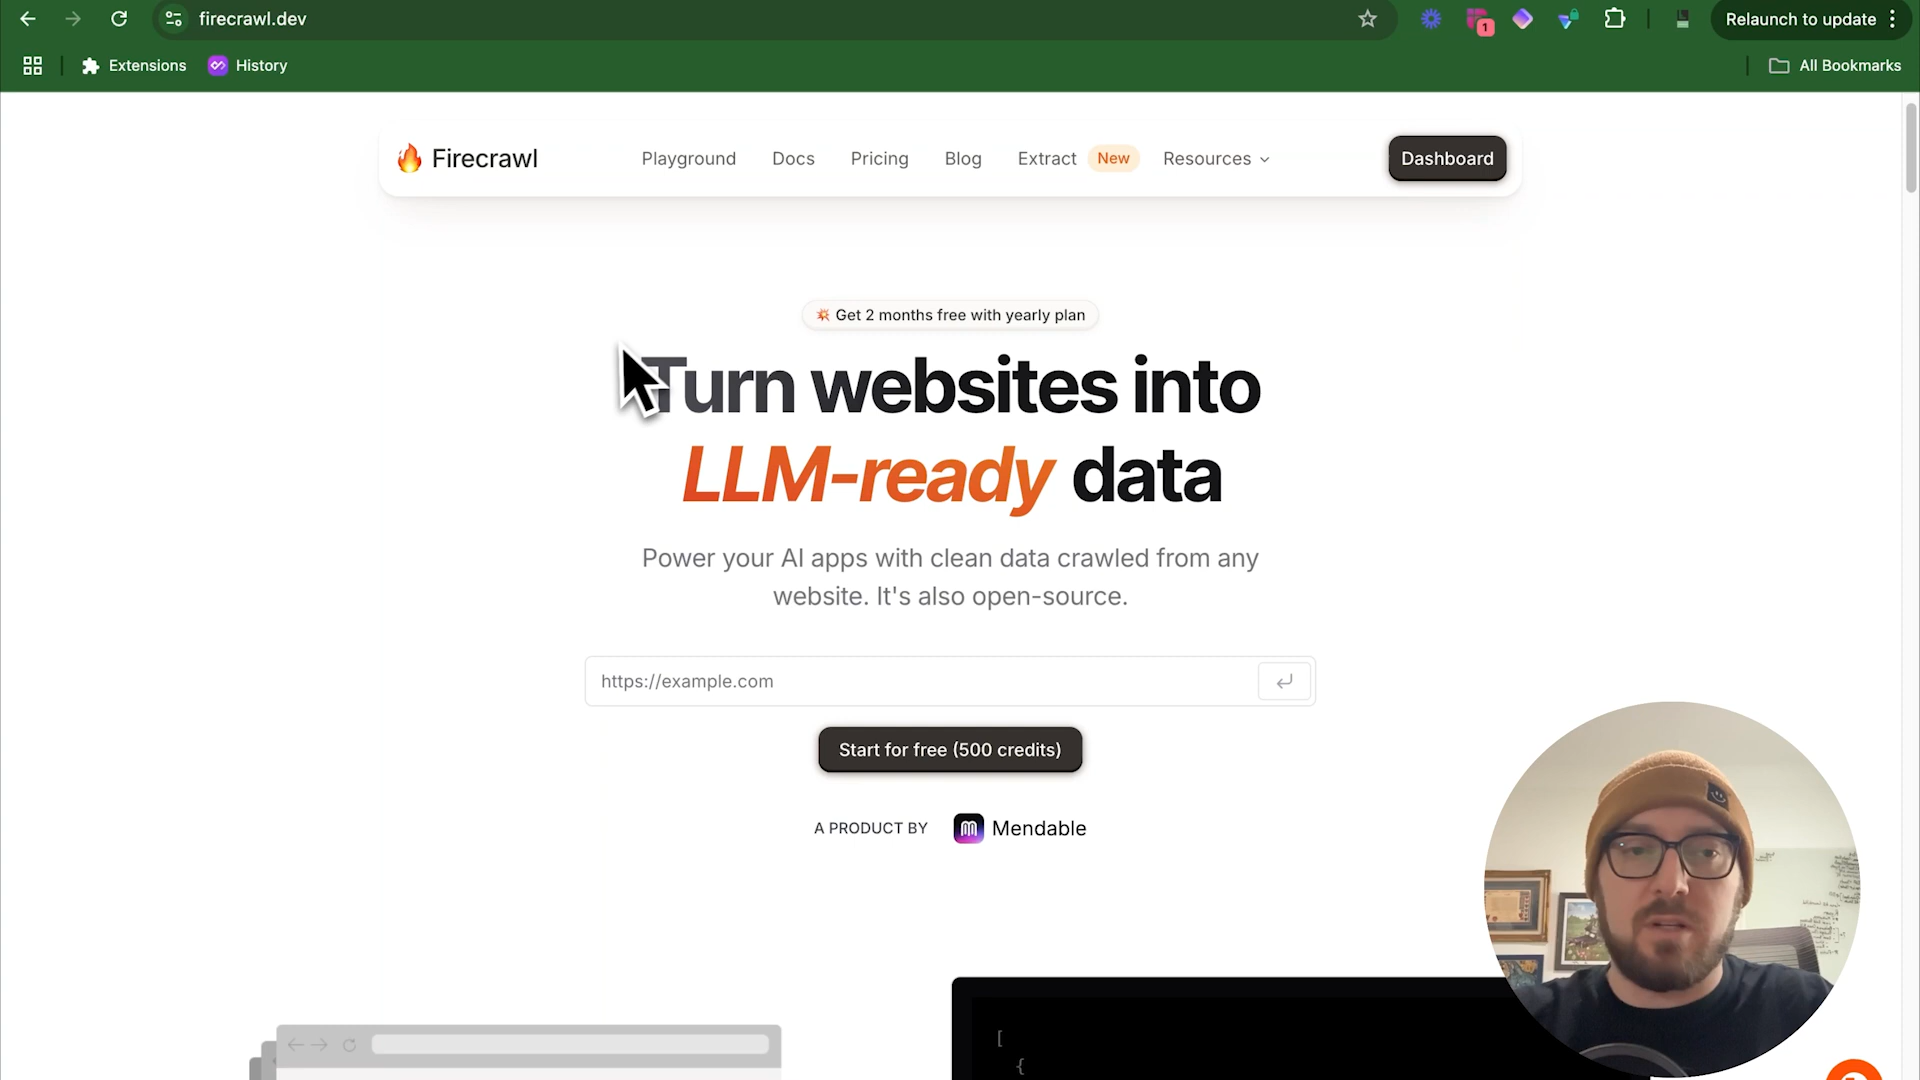 firecrawl.dev
1
Relaunch to update
Extensions
History
All Bookmarks
Firecrawl
Playground
Docs
Pricing
Blog
Extract
New
Resources
Dashboard
Get 2 months free with yearly plan
Turn websites into
LLM-ready data
Power your AI apps with clean data crawled from any
website. It's also open-source.
https://example.com
Start for free (500 credits)
A PRODUCT BY
Mendable
[
{